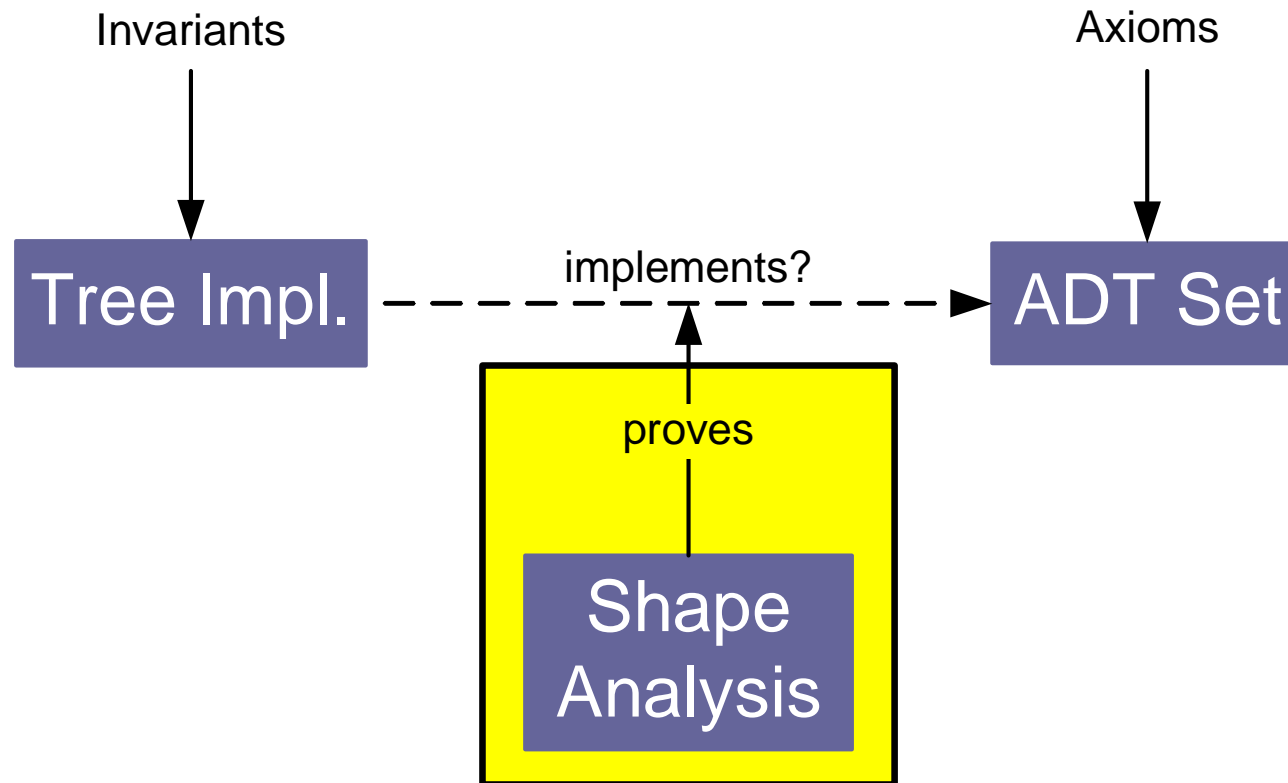 Invariants
Axioms
Tree Impl.
implements?
ADT Set
proves
Shape
Analysis